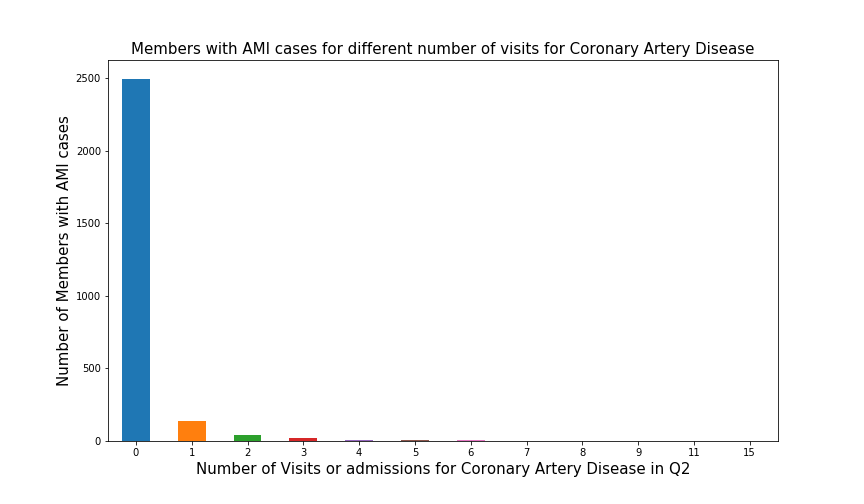 Members with AMI cases for different number of visits for Coronary Artery Disease
Number of Members with AMI cases
2500
2000
1500
1000
500
0
0 1 2 3 4 5 6 7 8 9 11 15
Number of Visits or admissions for Coronary Artery Disease in Q2